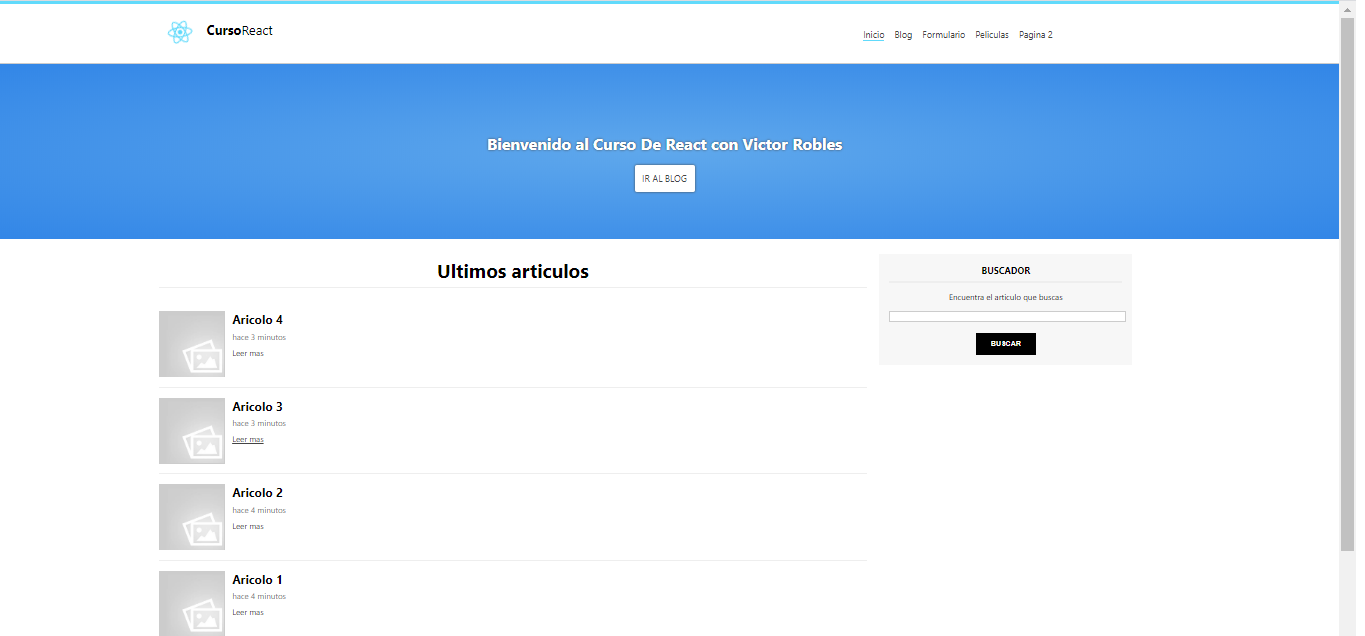 CursoReact
Inicio Blog Formulario Peliculas Pagina 2
Bienvenido al Curso De React con Victor Robles
IR AL BLOG
Ultimos articulos
Aricolo 4
hace 3 minutos
Leer mas
Aricolo 3
hace 3 minutos
Leer mas
Aricolo 2
hace 4 minutos
Leer mas
Aricolo 1
hace 4 minutos
Leer mas
BUSCADOR
Encuentra el articulo que buscas
BUSCAR